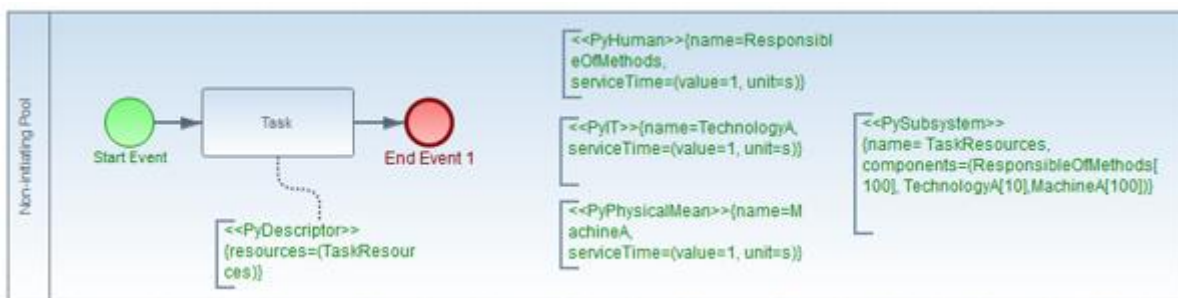 Non-initiating Pool
Start Event
Task
End Event 1
<<PyDescriptor>>
{resources=(TaskResour
ces)}
<<PyHuman>>{name=Responsibl
eOfMethods,
serviceTime=(value=1, unit=s)}
<<PyIT>>{name=TechnologyA,
serviceTime=(value=1, unit=s)}
<<PyPhysicalMean>>{name=M
achineA,
serviceTime=(value=1, unit=s)}
<<PySubsystem>>
{name= TaskResources,
components=(ResponsibleOfMethods[
100], TechnologyA[10],MachineA[100])}